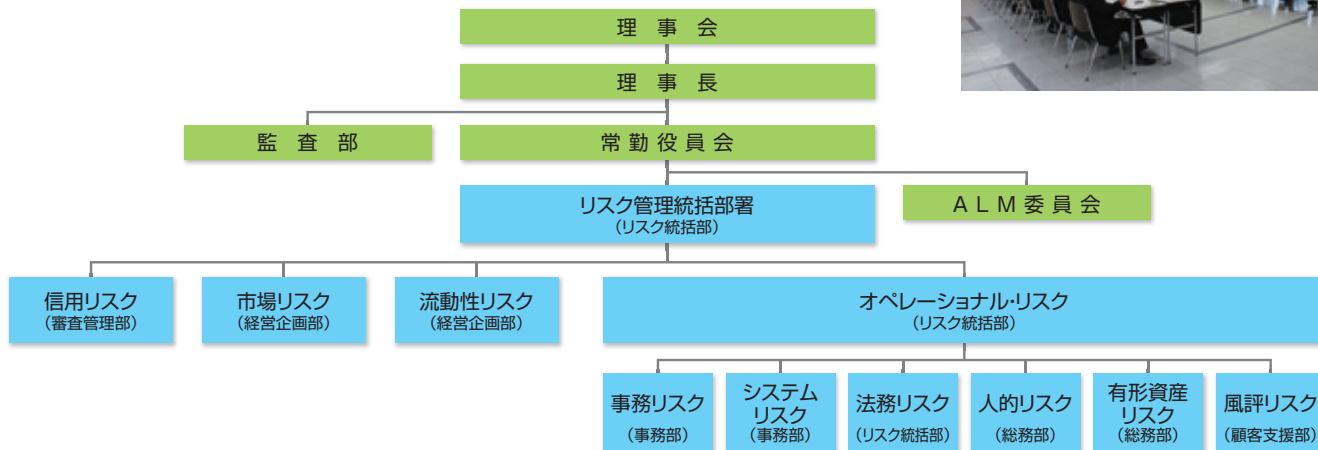 理事会
理事長
監査部
常勤役員会
リスク管理統括部署
(リスク統括部)
ALM委員会
信用リスク
(審査管理部)
市場リスク
(経営企画部)
流動性リスク
(経営企画部)
オペレーショナル・リスク
(リスク統括部)
事務リスク
(事務部)
システム
リスク
(事務部)
法務リスク
(リスク統括部)
人的リスク
(総務部)
有形資産
リスク
(総務部)
風評リスク
(顧客支援部)